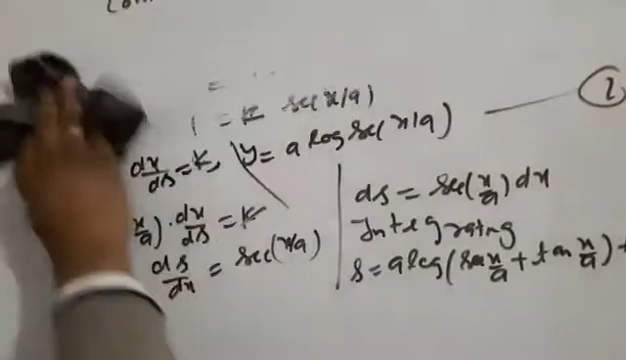 1 = K sec(x/a)
dx/ds = K, y = a log sec(x/a)
x/a) · dx/ds = K
ds/dx = sec(x/a)
ds = sec(x/a) dx
Integrating
s = a log(sec x/a + tan x/a) +